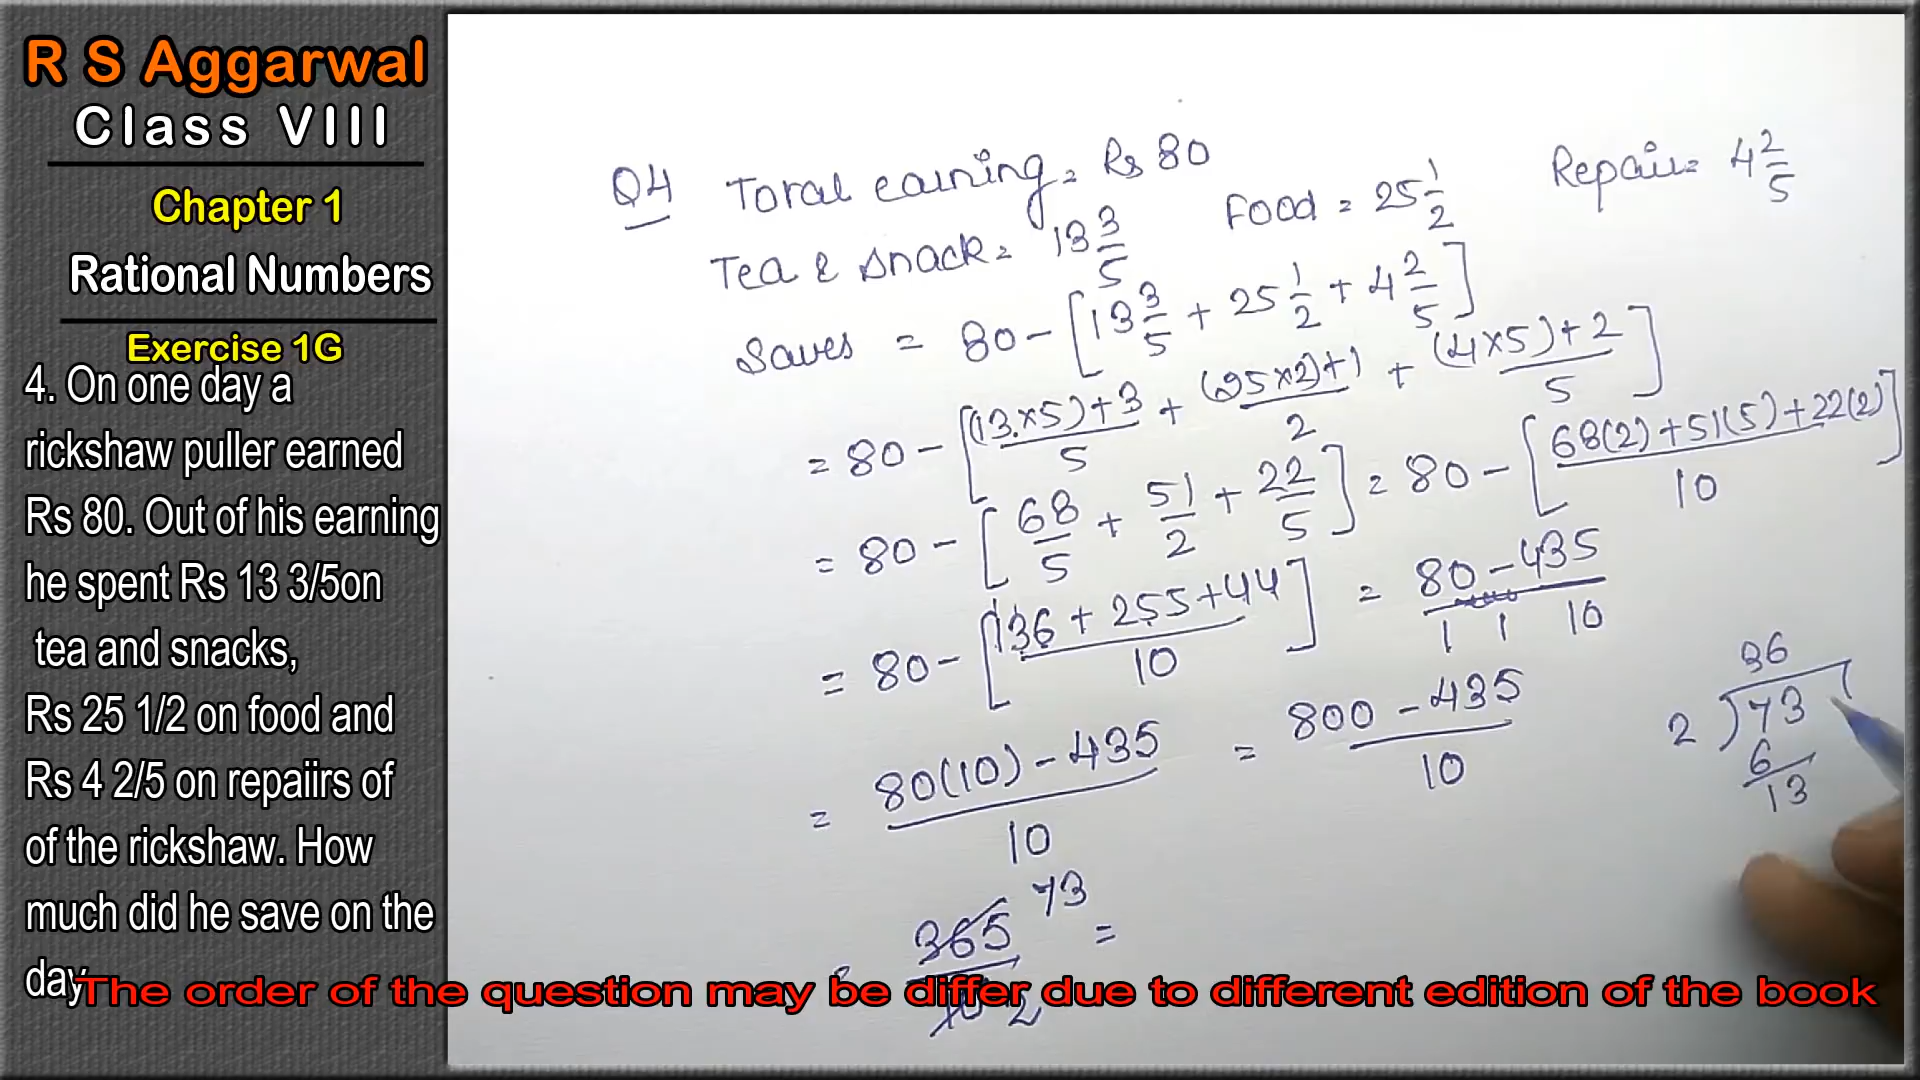 R S Aggarwal
Class VIII
Chapter 1
Rational Numbers
Exercise 1G
4. On one day a
rickshaw puller earned
Rs 80. Out of his earning
he spent Rs 13 3/5on
tea and snacks,
Rs 25 1/2 on food and
Rs 4 2/5 on repaiirs of
of the rickshaw. How
much did he save on the
day
Q4 Total earning = Rs 80
Tea & snack = 13 3/5 Food = 25 1/2 Repair = 4 2/5
Saves = 80 - [13 3/5 + 25 1/2 + 4 2/5]
= 80 - [(13×5)+3/5 + (25×2)+1/2 + (4×5)+2/5]
= 80 - [68/5 + 51/2 + 22/5] = 80 - [68(2)+51(5)+22(2)/10]
= 80 - [136 + 255 + 44/10] = 80/1 - 435/10
= 80(10) - 435/10 = 800 - 435/10
365 73 =
10 2
36
2 ) 73
6
13
The order of the question may be differ due to different edition of the book